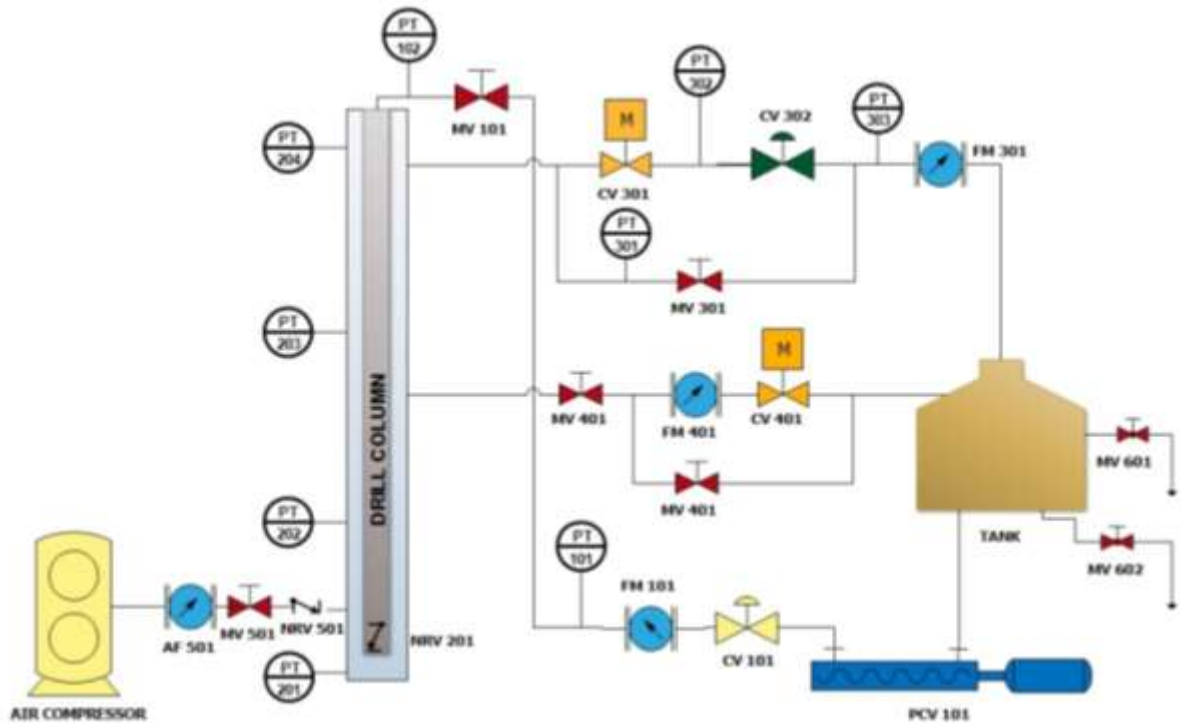 PT
102
MV 101
PT
302
M
CV 301
CV 302
PT
303
FM 301
PT
204
PT
301
MV 301
PT
203
DRILL COLUMN
M
MV 401
FM 401
CV 401
MV 401
MV 601
TANK
MV 602
PT
202
PT
101
FM 101
CV 101
PCV 101
AF 501
MV 501
NRV 501
NRV 201
PT
201
AIR COMPRESSOR